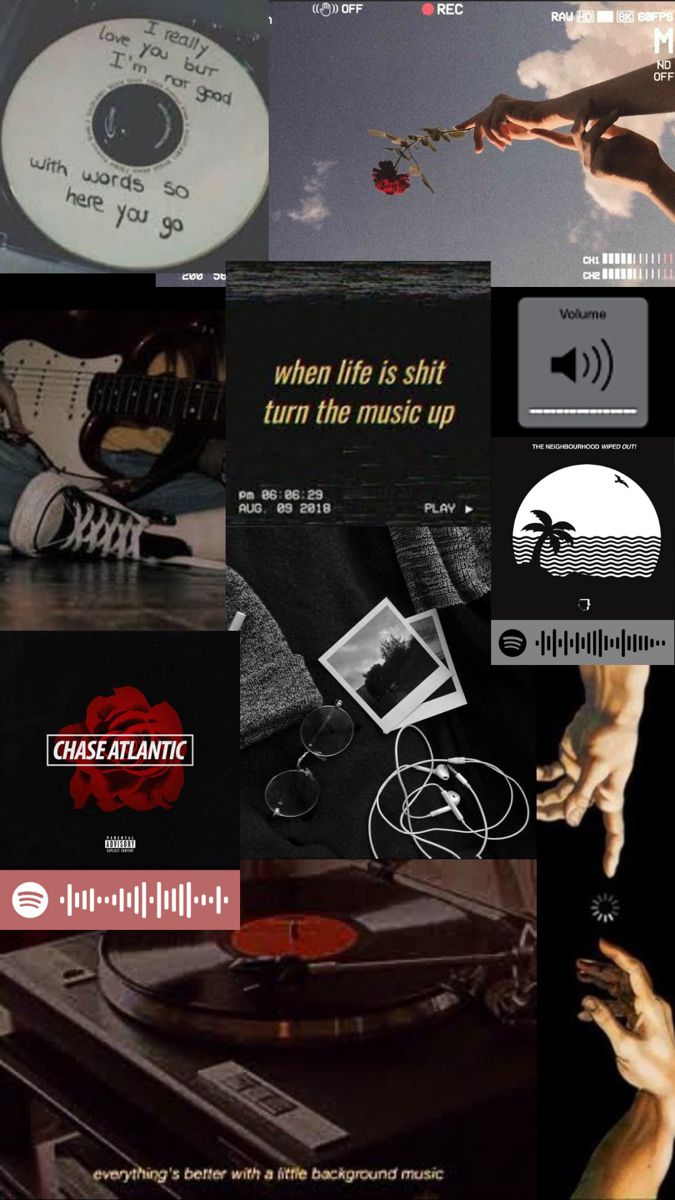 I really
love you but
I'm not good
with words so
here you go
OFF
REC
RAW HD 8K 60FPS
M
ND
OFF
CH1
CH2
when life is shit
turn the music up
pm 06:06:29
AUG. 09 2018
PLAY
Volume
THE NEIGHBOURHOOD WIPED OUT!
CHASE ATLANTIC
PARENTAL
ADVISORY
EXPLICIT CONTENT
everything's better with a little background music